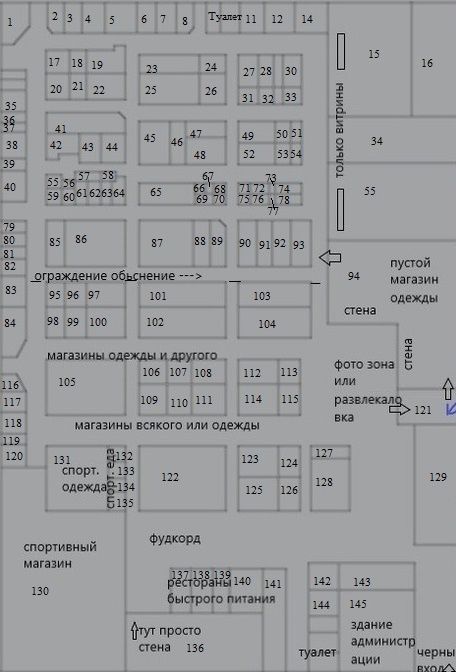 1 2 3 4 5 6 7 8 Туалет 11 12 14
15 16
17 18 19 23 24 27 28 30
20 21 22 25 26 31 32 33
только витрины
35
36
37
38
39
40
41
42 43 44
45 46 47
48
49 50 51
52 53 54
34
55
57 58
55 56
59 60 61 62 63 64
65
67
66 68
69 70
73
71 72 74
75 76 78
77
79
80
81
82
83
84
85 86 87 88 89 90 91 92 93
94
пустой
магазин
одежды
стена
ограждение обьснение --->
95 96 97 101 103
98 99 100 102 104
магазины одежды и другого
105
106 107 108
109 110 111
112 113
114 115
стена
фото зона
или
развлекало
вка
121
116
117
118
119
120
магазины всякого или одежды
131
спорт.
одежда
спорт. еда
132
133
134
135
122
123 124
125 126
127
128
129
фудкорд
спортивный
магазин
130
137 138 139 140 141
рестораны
быстрого питания
142 143
144 145
тут просто
стена 136
туалет
здание
администр
ации
черны
вход